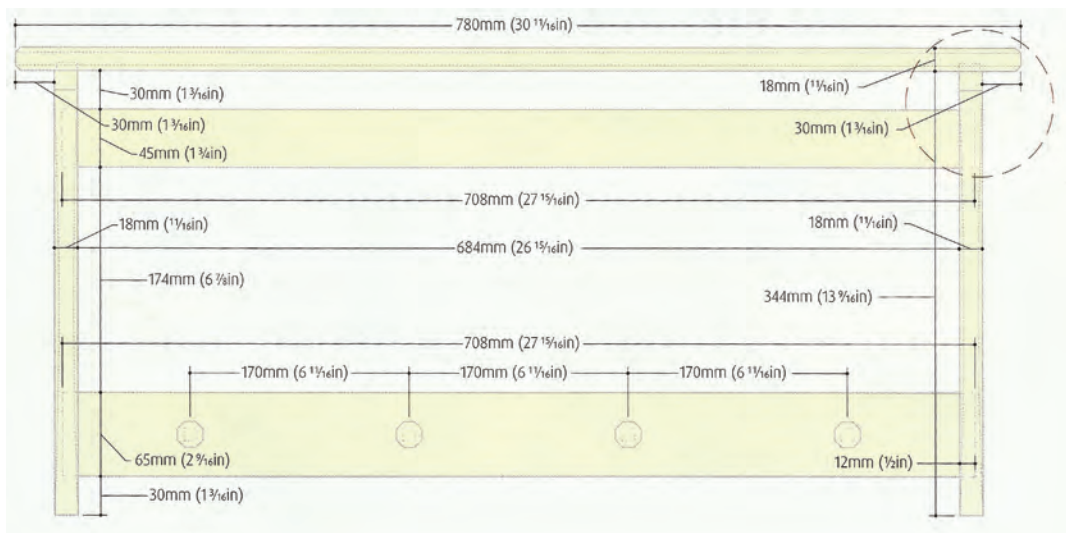 780mm (30 11/16in)
18mm (11/16in)
30mm (1 3/16in)
30mm (1 3/16in)
30mm (1 3/16in)
45mm (1 3/4in)
708mm (27 15/16in)
18mm (11/16in)
18mm (11/16in)
684mm (26 15/16in)
174mm (6 7/8in)
344mm (13 9/16in)
708mm (27 15/16in)
170mm (6 11/16in)
170mm (6 11/16in)
170mm (6 11/16in)
65mm (2 9/16in)
12mm (1/2in)
30mm (1 3/16in)